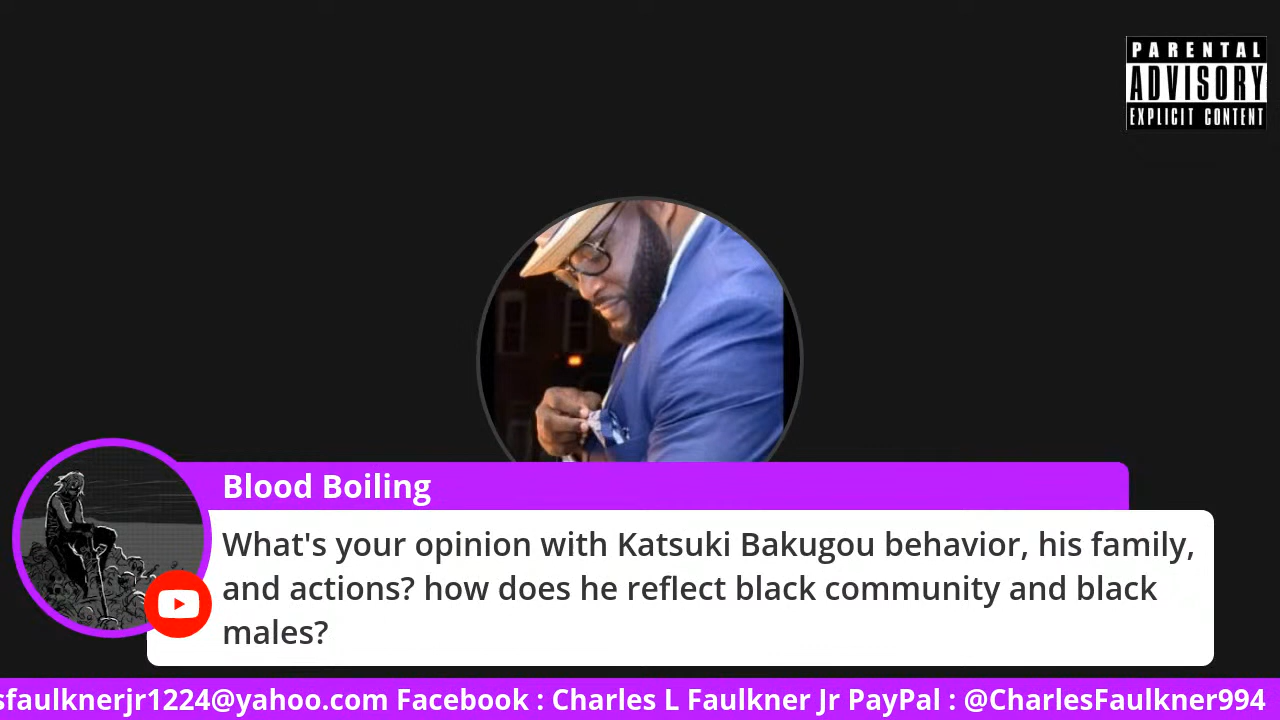 PARENTAL
ADVISORY
EXPLICIT CONTENT
Blood Boiling
What's your opinion with Katsuki Bakugou behavior, his family,
and actions? how does he reflect black community and black
males?
sfaulknerjr1224@yahoo.com Facebook : Charles L Faulkner Jr PayPal : @CharlesFaulkner994